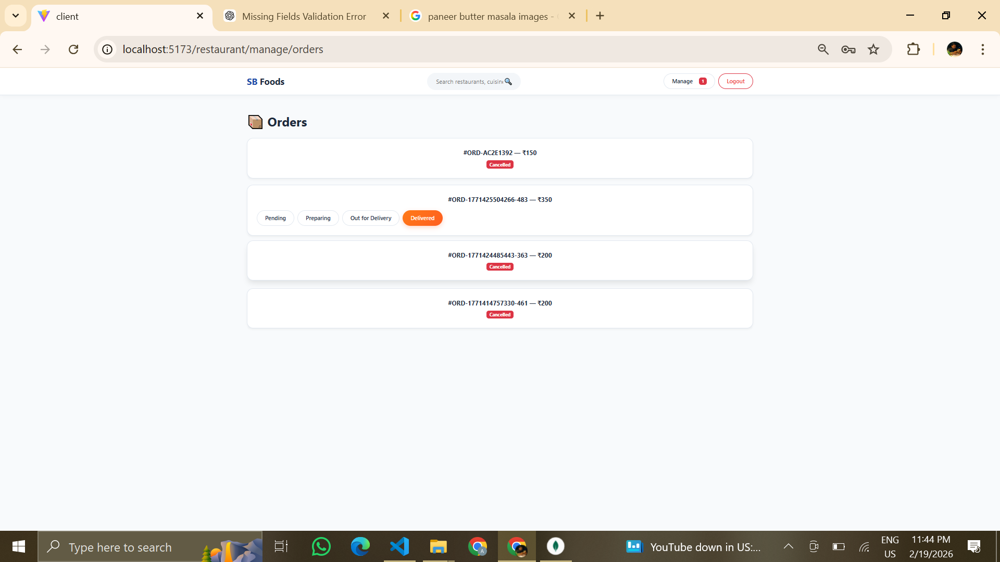 client
Missing Fields Validation Error
paneer butter masala images -
localhost:5173/restaurant/manage/orders
SB Foods
Search restaurants, cuisin
Manage 1
Logout
Orders
#ORD-AC2E1392 — ₹150
Cancelled
#ORD-1771425504266-483 — ₹350
Pending
Preparing
Out for Delivery
Delivered
#ORD-1771424485443-363 — ₹200
Cancelled
#ORD-1771414757330-461 — ₹200
Cancelled
Type here to search
A
YouTube down in US:...
ENG
US
11:44 PM
2/19/2026